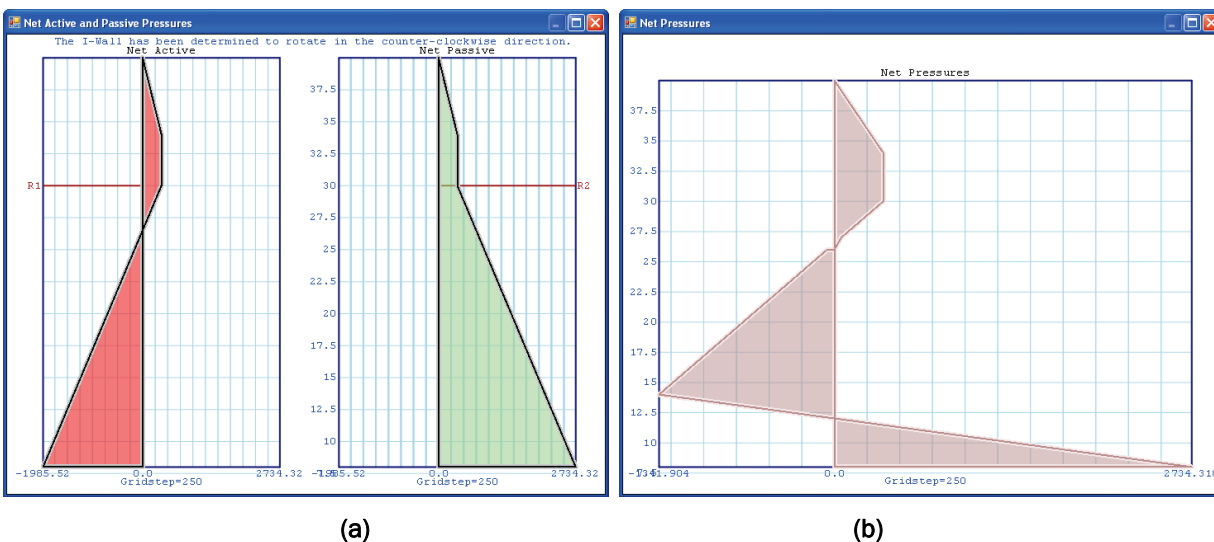 Net Active and Passive Pressures
The I-Wall has been determined to rotate in the counter-clockwise direction.
Net Active
Net Passive
37.5
35
32.5
30
27.5
25
22.5
20
17.5
15
12.5
10
R1
R2
-1985.52
0.0
2734.32
0.0
2734.32
Gridstep=250
Gridstep=250
(a)
Net Pressures
Net Pressures
37.5
35
32.5
30
27.5
25
22.5
20
17.5
15
12.5
10
0.0
2734.318
Gridstep=250
(b)